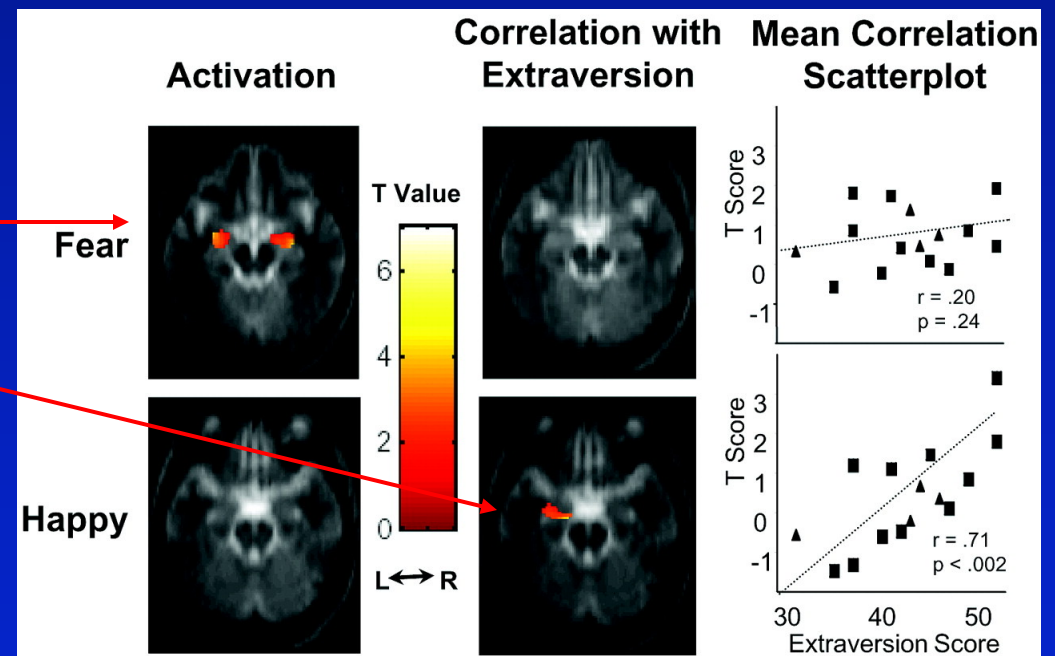 Activation
Correlation with
Extraversion
Mean Correlation
Scatterplot
Fear
T Value
6
4
2
0
L R
T Score
3
2
1
0
-1
r = .20
p = .24
Happy
T Score
3
2
1
0
-1
r = .71
p < .002
30 40 50
Extraversion Score